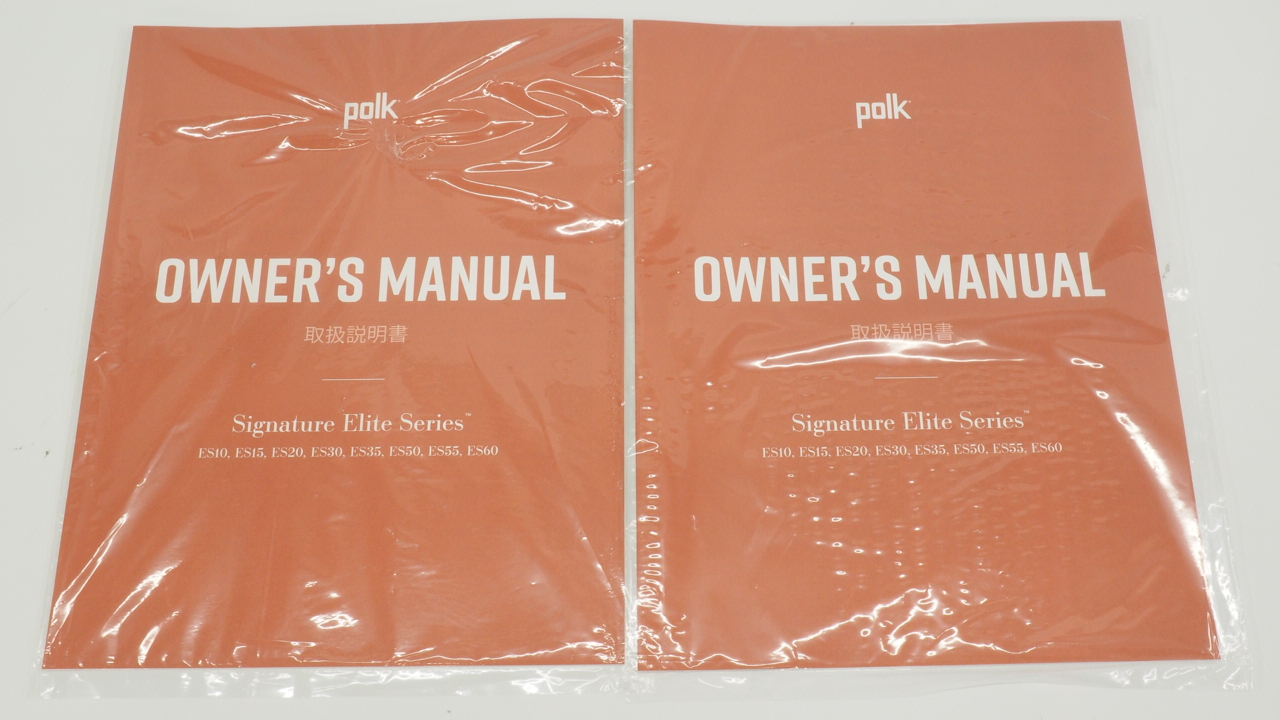 polk
OWNER'S MANUAL
取扱説明書
Signature Elite Series™
ES10, ES15, ES20, ES30, ES35, ES50, ES55, ES60
polk
OWNER'S MANUAL
取扱説明書
Signature Elite Series™
ES10, ES15, ES20, ES30, ES35, ES50, ES55, ES60